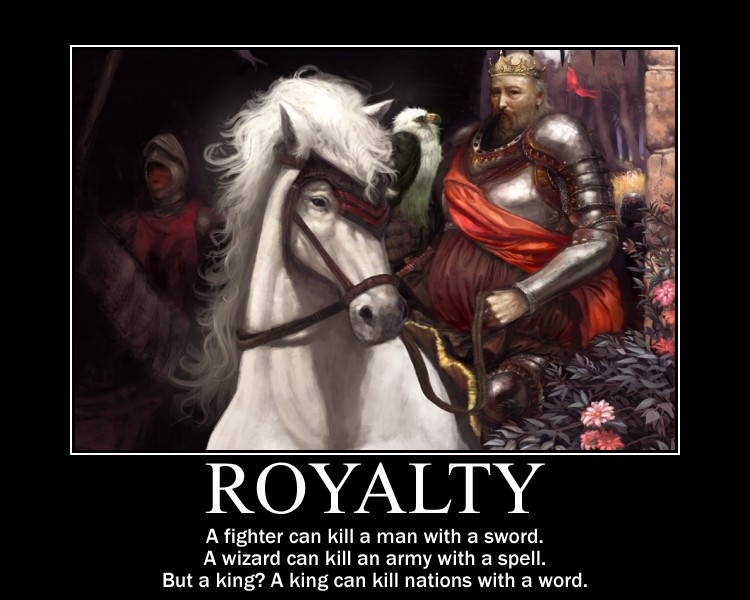 ROYALTY
A fighter can kill a man with a sword.
A wizard can kill an army with a spell.
But a king? A king can kill nations with a word.